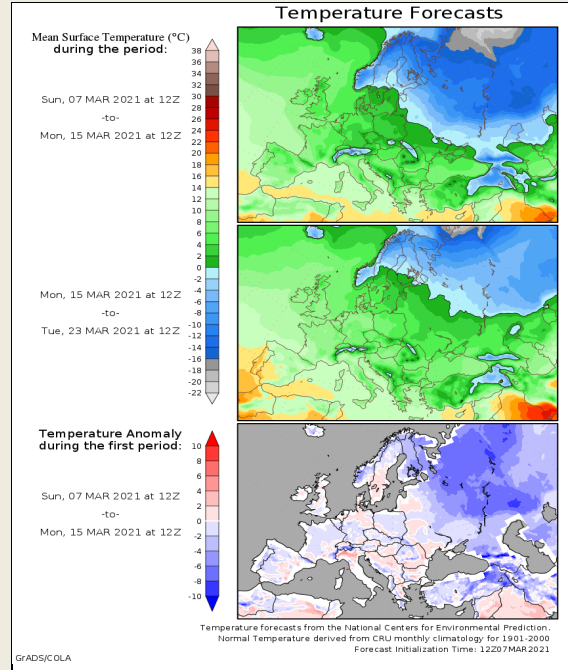 Temperature Forecasts
Mean Surface Temperature (°C)
during the period:
Sun, 07 MAR 2021 at 12Z
-to-
Mon, 15 MAR 2021 at 12Z
38
36
34
32
30
28
26
24
22
20
18
16
14
12
10
8
6
4
2
0
-2
-4
-6
-8
-10
-12
-14
-16
-18
-20
-22
Mon, 15 MAR 2021 at 12Z
-to-
Tue, 23 MAR 2021 at 12Z
Temperature Anomaly
during the first period:
Sun, 07 MAR 2021 at 12Z
-to-
Mon, 15 MAR 2021 at 12Z
10
8
6
4
2
0
-2
-4
-6
-8
-10
Temperature forecasts from the National Centers for Environmental Prediction.
Normal Temperature derived from CRU monthly climatology for 1901-2000
Forecast Initialization Time: 12Z07MAR2021
GrADS/COLA